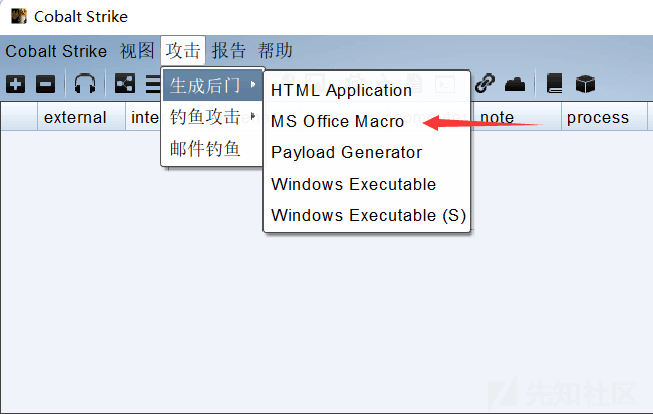 Cobalt Strike
Cobalt Strike 视图 攻击 报告 帮助
生成后门
钓鱼攻击
邮件钓鱼
HTML Application
MS Office Macro
Payload Generator
Windows Executable
Windows Executable (S)
external inte note process
先知社区